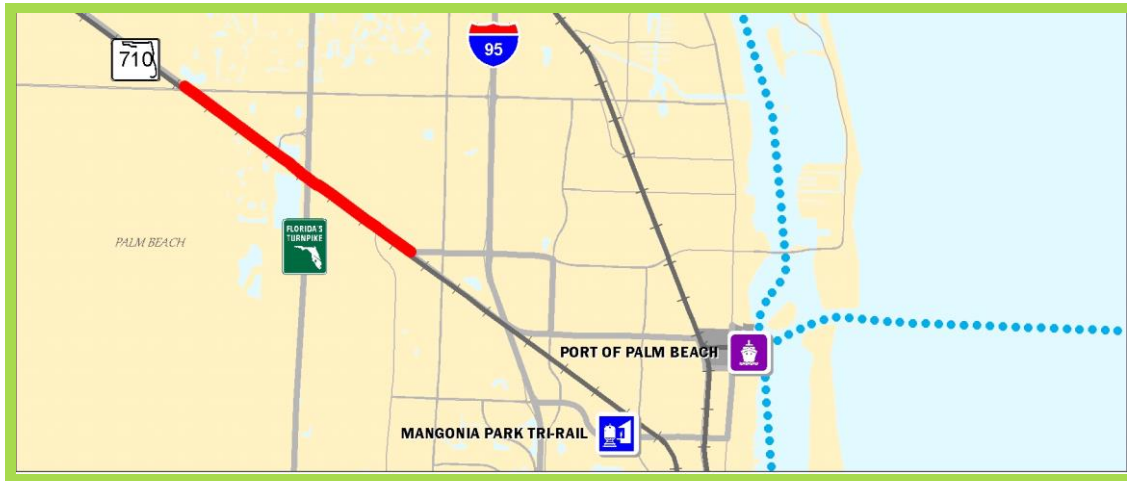 710
95
FLORIDA'S
TURNPIKE
PALM BEACH
PORT OF PALM BEACH
MANGONIA PARK TRI-RAIL